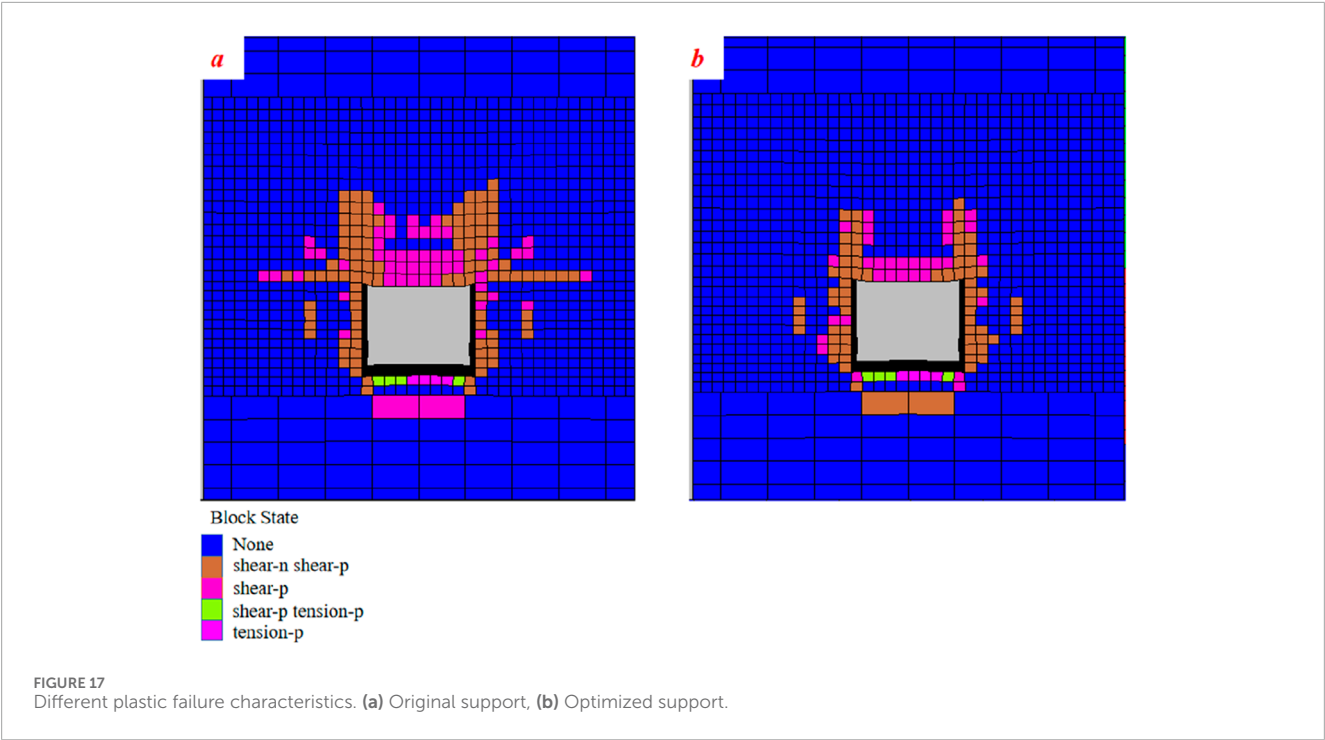 a
b
Block State
None
shear-n shear-p
shear-p
shear-p tension-p
tension-p
FIGURE 17
Different plastic failure characteristics. (a) Original support, (b) Optimized support.